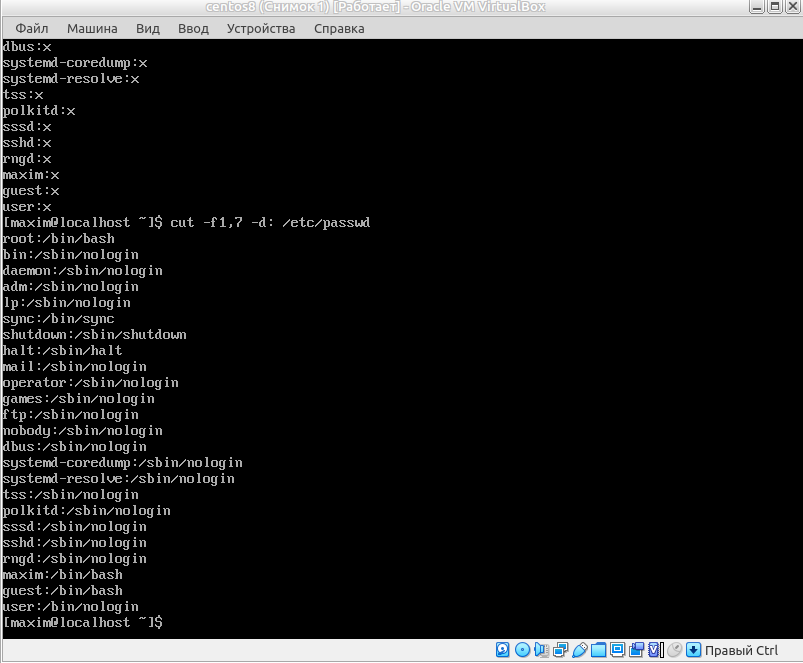 centos8 (Снимок 1) [Работает] - Oracle VM VirtualBox
Файл Машина Вид Ввод Устройства Справка
dbus:x
systemd-coredump:x
systemd-resolve:x
tss:x
polkitd:x
sssd:x
sshd:x
rngd:x
maxim:x
guest:x
user:x
[maxim@localhost ~]$ cut -f1,7 -d: /etc/passwd
root:/bin/bash
bin:/sbin/nologin
daemon:/sbin/nologin
adm:/sbin/nologin
lp:/sbin/nologin
sync:/bin/sync
shutdown:/sbin/shutdown
halt:/sbin/halt
mail:/sbin/nologin
operator:/sbin/nologin
games:/sbin/nologin
ftp:/sbin/nologin
nobody:/sbin/nologin
dbus:/sbin/nologin
systemd-coredump:/sbin/nologin
systemd-resolve:/sbin/nologin
tss:/sbin/nologin
polkitd:/sbin/nologin
sssd:/sbin/nologin
sshd:/sbin/nologin
rngd:/sbin/nologin
maxim:/bin/bash
guest:/bin/bash
user:/bin/nologin
[maxim@localhost ~]$
Правый Ctrl